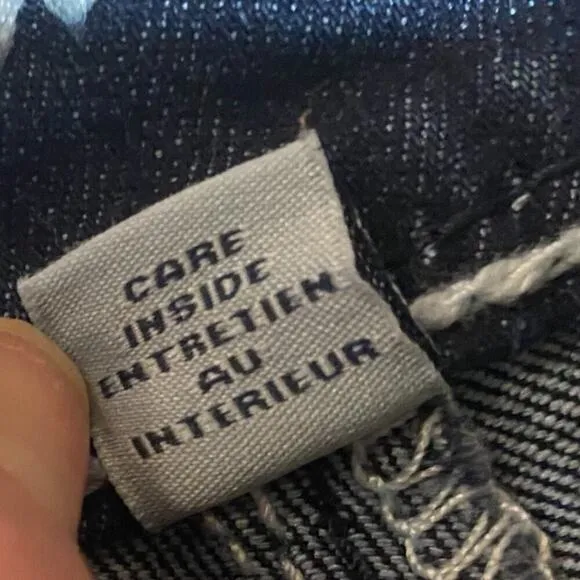 CARE
INSIDE
ENTRETIEN
AU
INTERIEUR